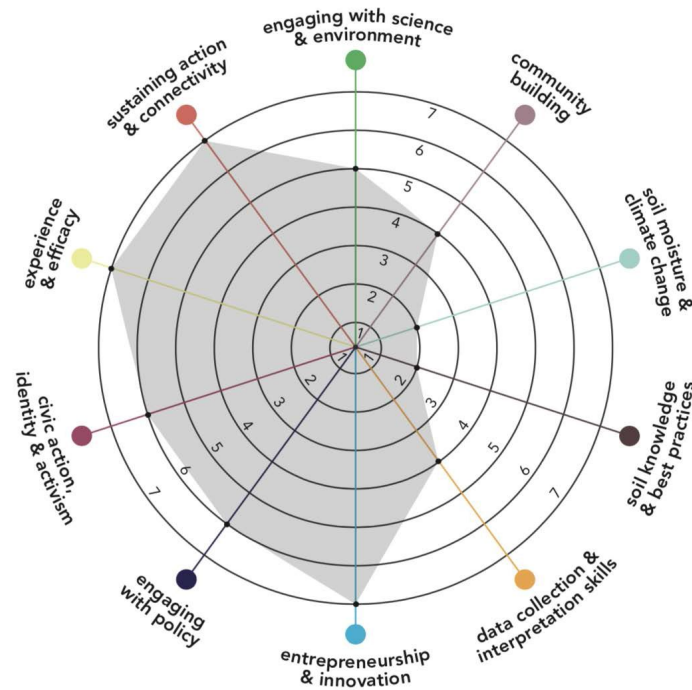 engaging with science
& environment
community
building
soil moisture &
climate change
soil knowledge
& best practices
data collection &
interpretation skills
entrepreneurship
& innovation
engaging
with policy
civic action,
identity & activism
experience
& efficacy
sustaining action
& connectivity
7
6
5
4
3
2
1
1
2
3
4
5
6
7
1
2
3
4
5
6
7